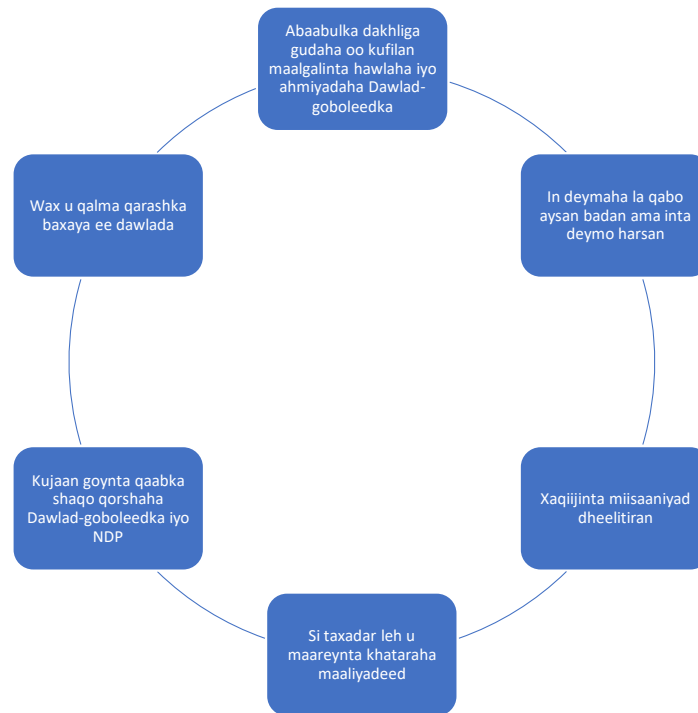 Abaabulka dakhliga
gudaha oo kufilan
maalgalinta hawlaha iyo
ahmiyadaha Dawlad-
goboleedka
In deymaha la qabo
aysan badan ama inta
deymo harsan
Xaqiijinta miisaaniyad
dheelitiran
Si taxadar leh u
maareynta khataraha
maaliyadeed
Kujaan goynta qaabka
shaqo qorshaha
Dawlad-goboleedka iyo
NDP
Wax u qalma qarashka
baxaya ee dawlada